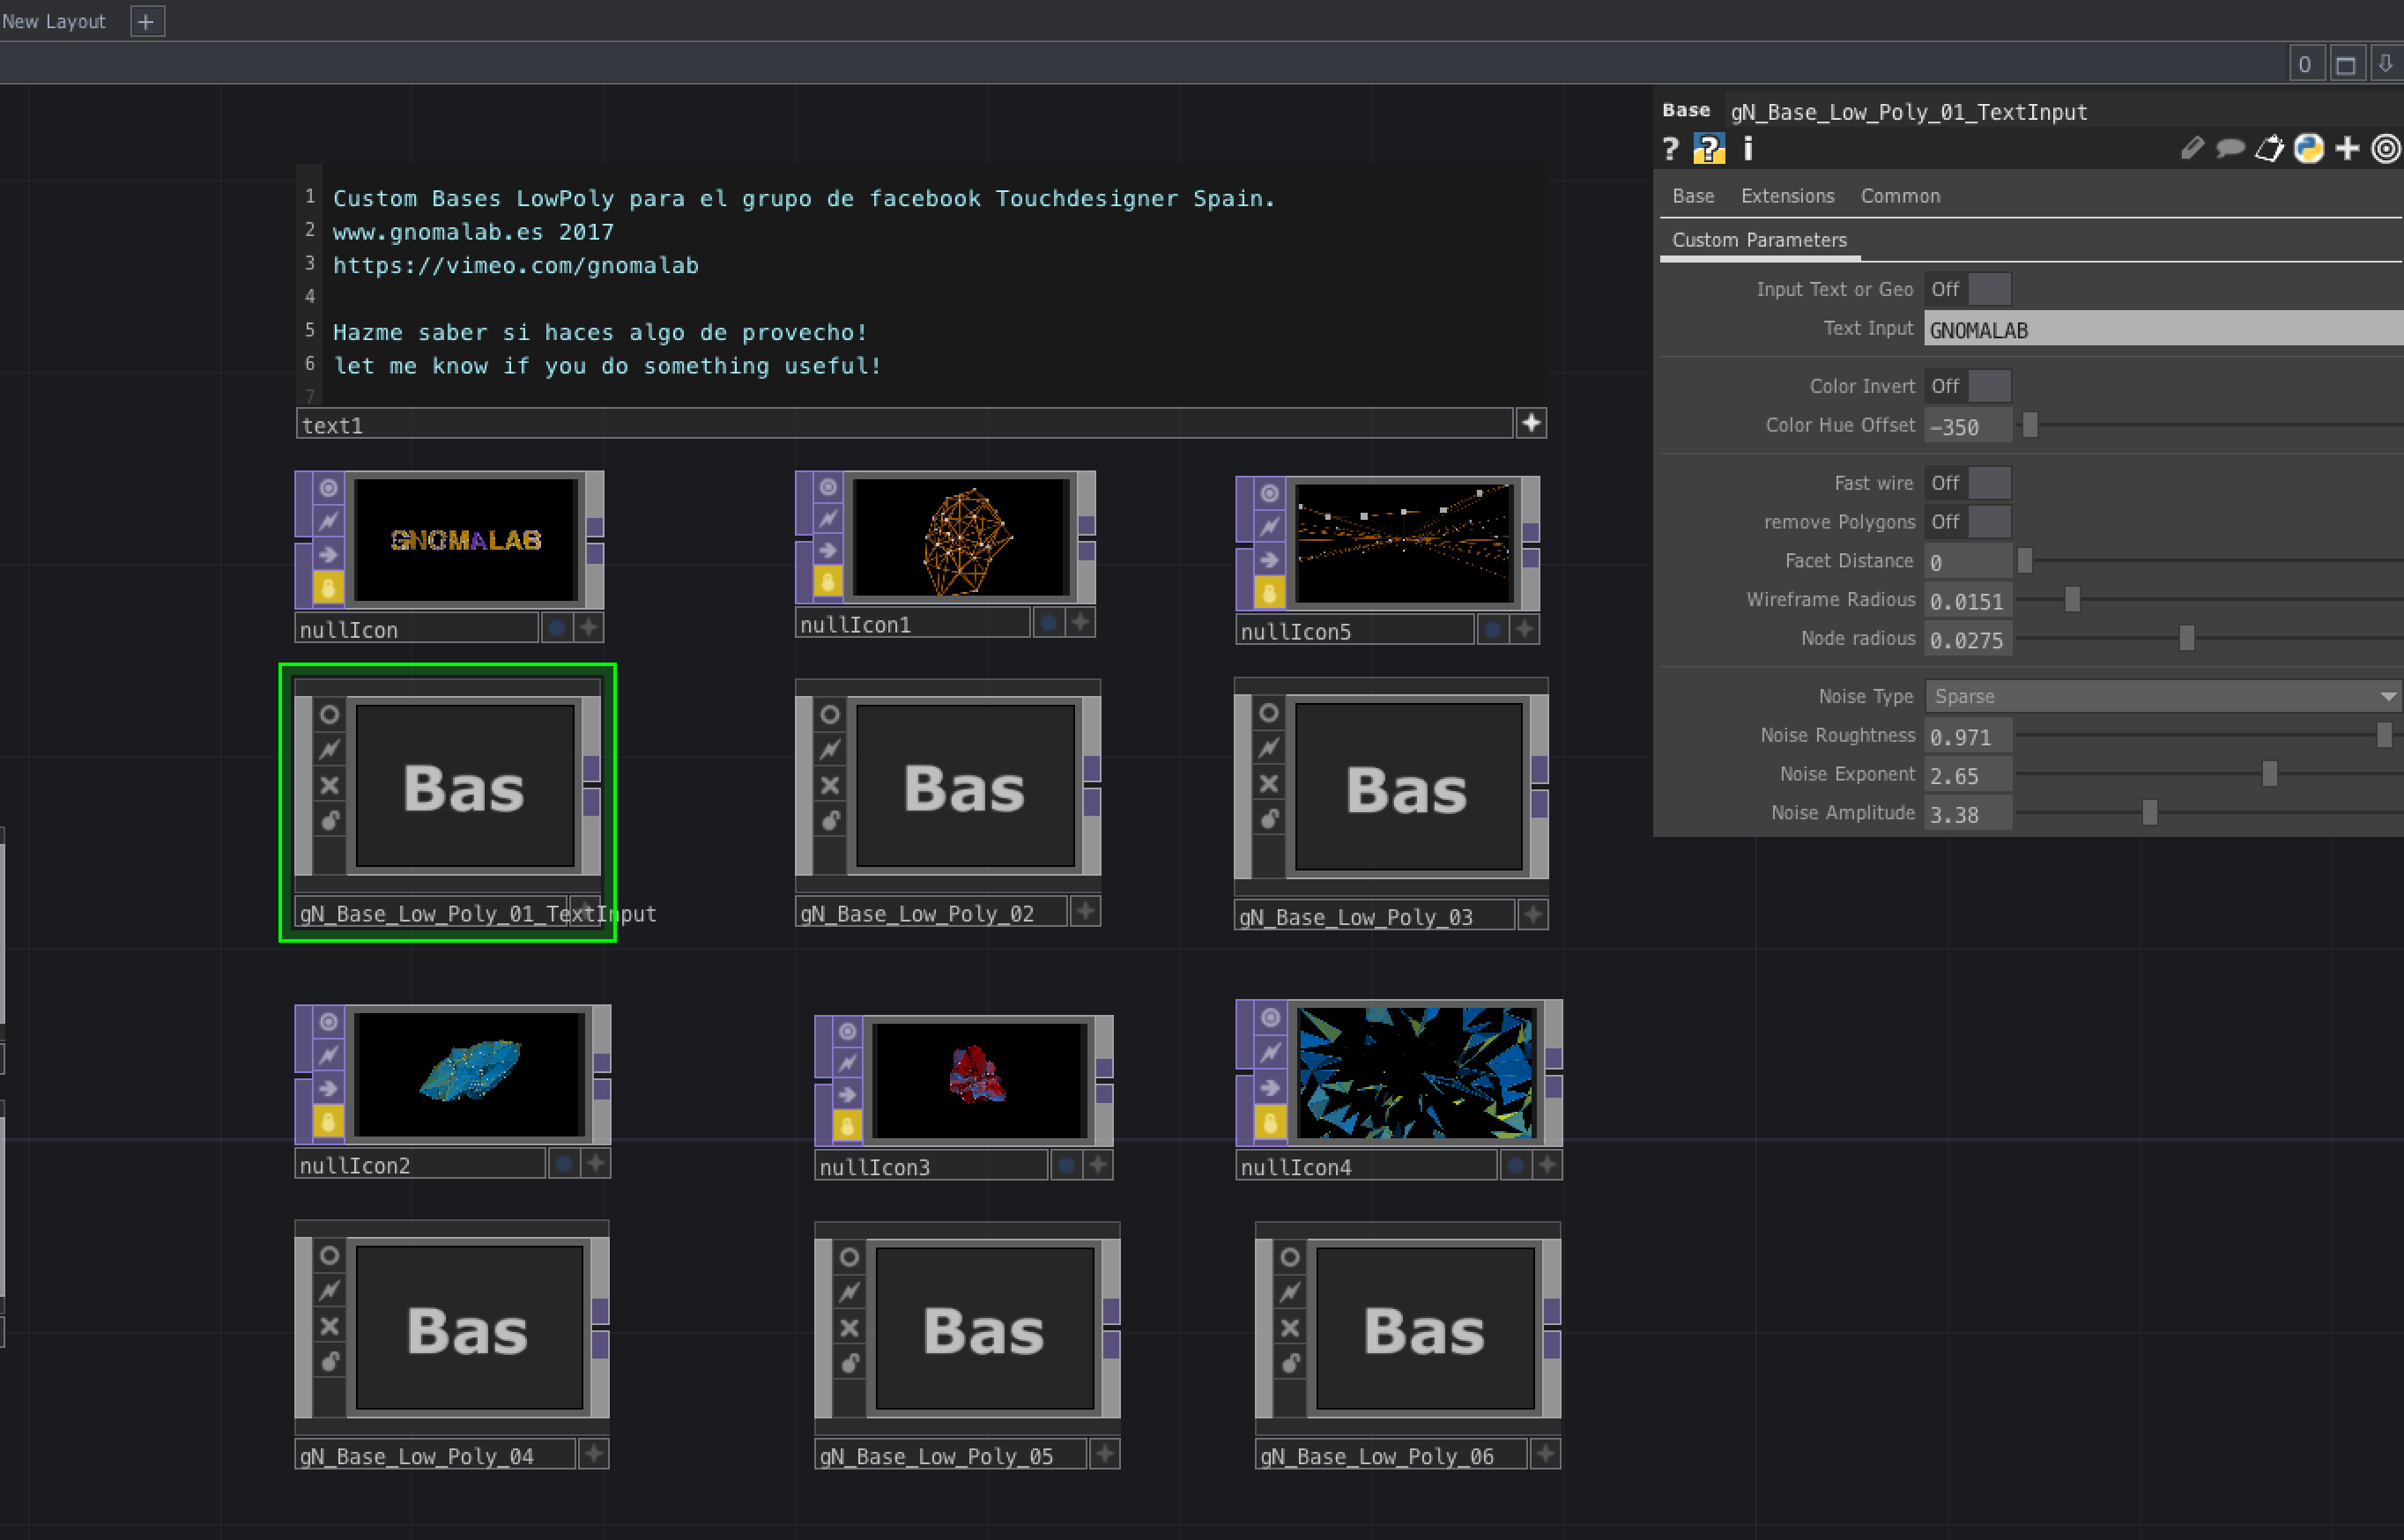 New Layout +
0
1 Custom Bases LowPoly para el grupo de facebook Touchdesigner Spain.
2 www.gnomalab.es 2017
3 https://vimeo.com/gnomalab
4
5 Hazme saber si haces algo de provecho!
6 let me know if you do something useful!
7
text1
GNOMALAB
nullIcon
nullIcon1
nullIcon5
Bas
Bas
Bas
gN_Base_Low_Poly_01_TextInput
gN_Base_Low_Poly_02
gN_Base_Low_Poly_03
nullIcon2
nullIcon3
nullIcon4
Bas
Bas
Bas
gN_Base_Low_Poly_04
gN_Base_Low_Poly_05
gN_Base_Low_Poly_06
Base gN_Base_Low_Poly_01_TextInput
? ? i
Base Extensions Common
Custom Parameters
Input Text or Geo Off
Text Input GNOMALAB
Color Invert Off
Color Hue Offset -350
Fast wire Off
remove Polygons Off
Facet Distance 0
Wireframe Radious 0.0151
Node radious 0.0275
Noise Type Sparse
Noise Roughtness 0.971
Noise Exponent 2.65
Noise Amplitude 3.38